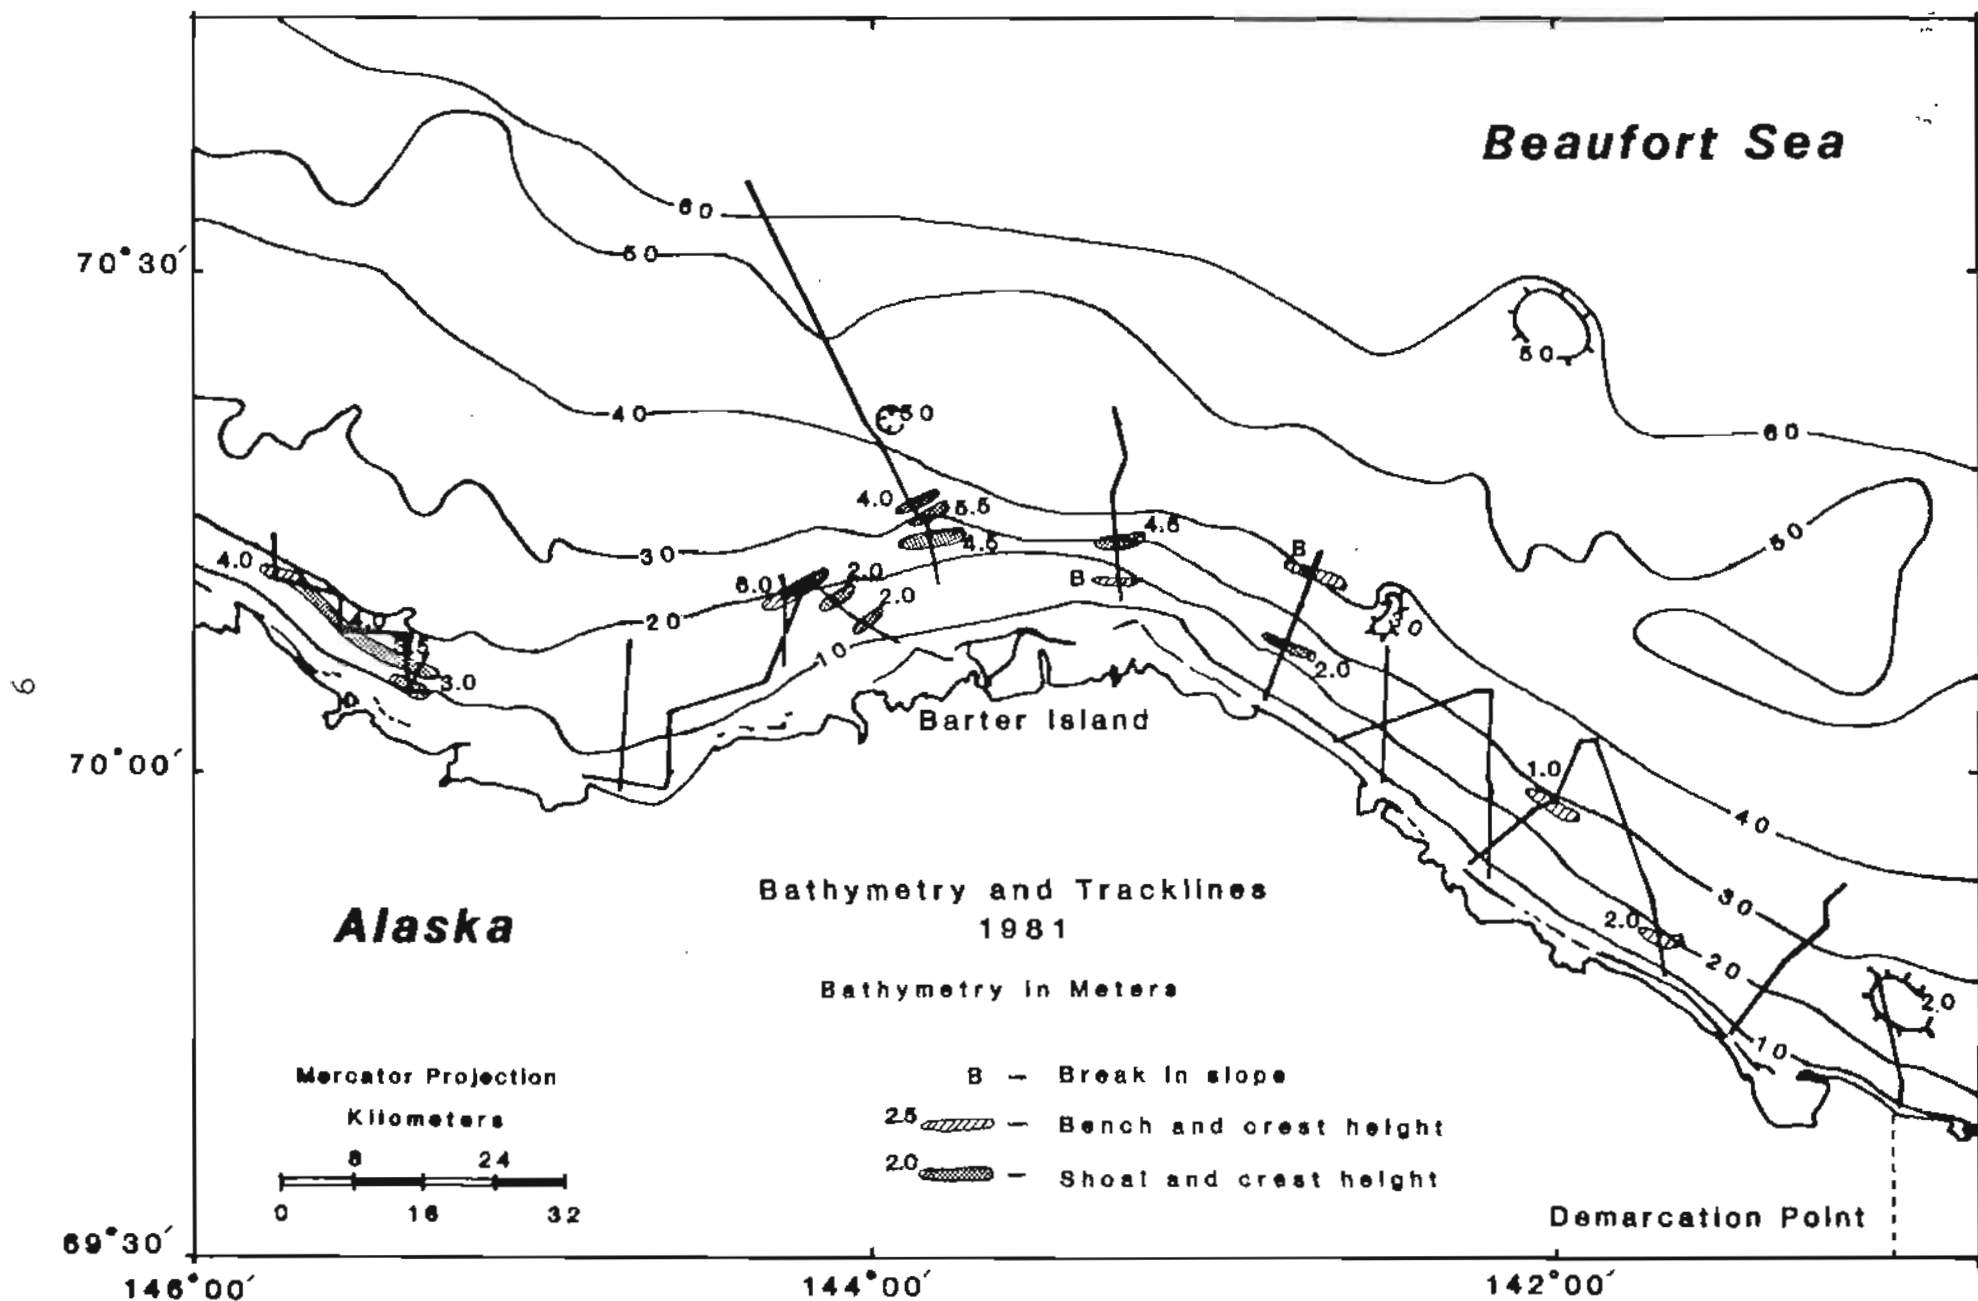 Beaufort Sea
60
70°30′
50
50
40
50
60
4.0
5.5
4.5
4.5
50
30
B
4.0
B
6.0
2.0
2.0
4.0
20
30
3.5
10
2.0
3.0
9
Barter Island
70°00′
1.0
40
Bathymetry and Tracklines
30
Alaska
1981
2.0
20
Bathymetry in Meters
2.0
10
Mercator Projection
B – Break in slope
Kilometers
2.5 – Bench and crest height
8 24
2.0 – Shoal and crest height
0 16 32
Demarcation Point
69°30′
146°00′ 144°00′ 142°00′